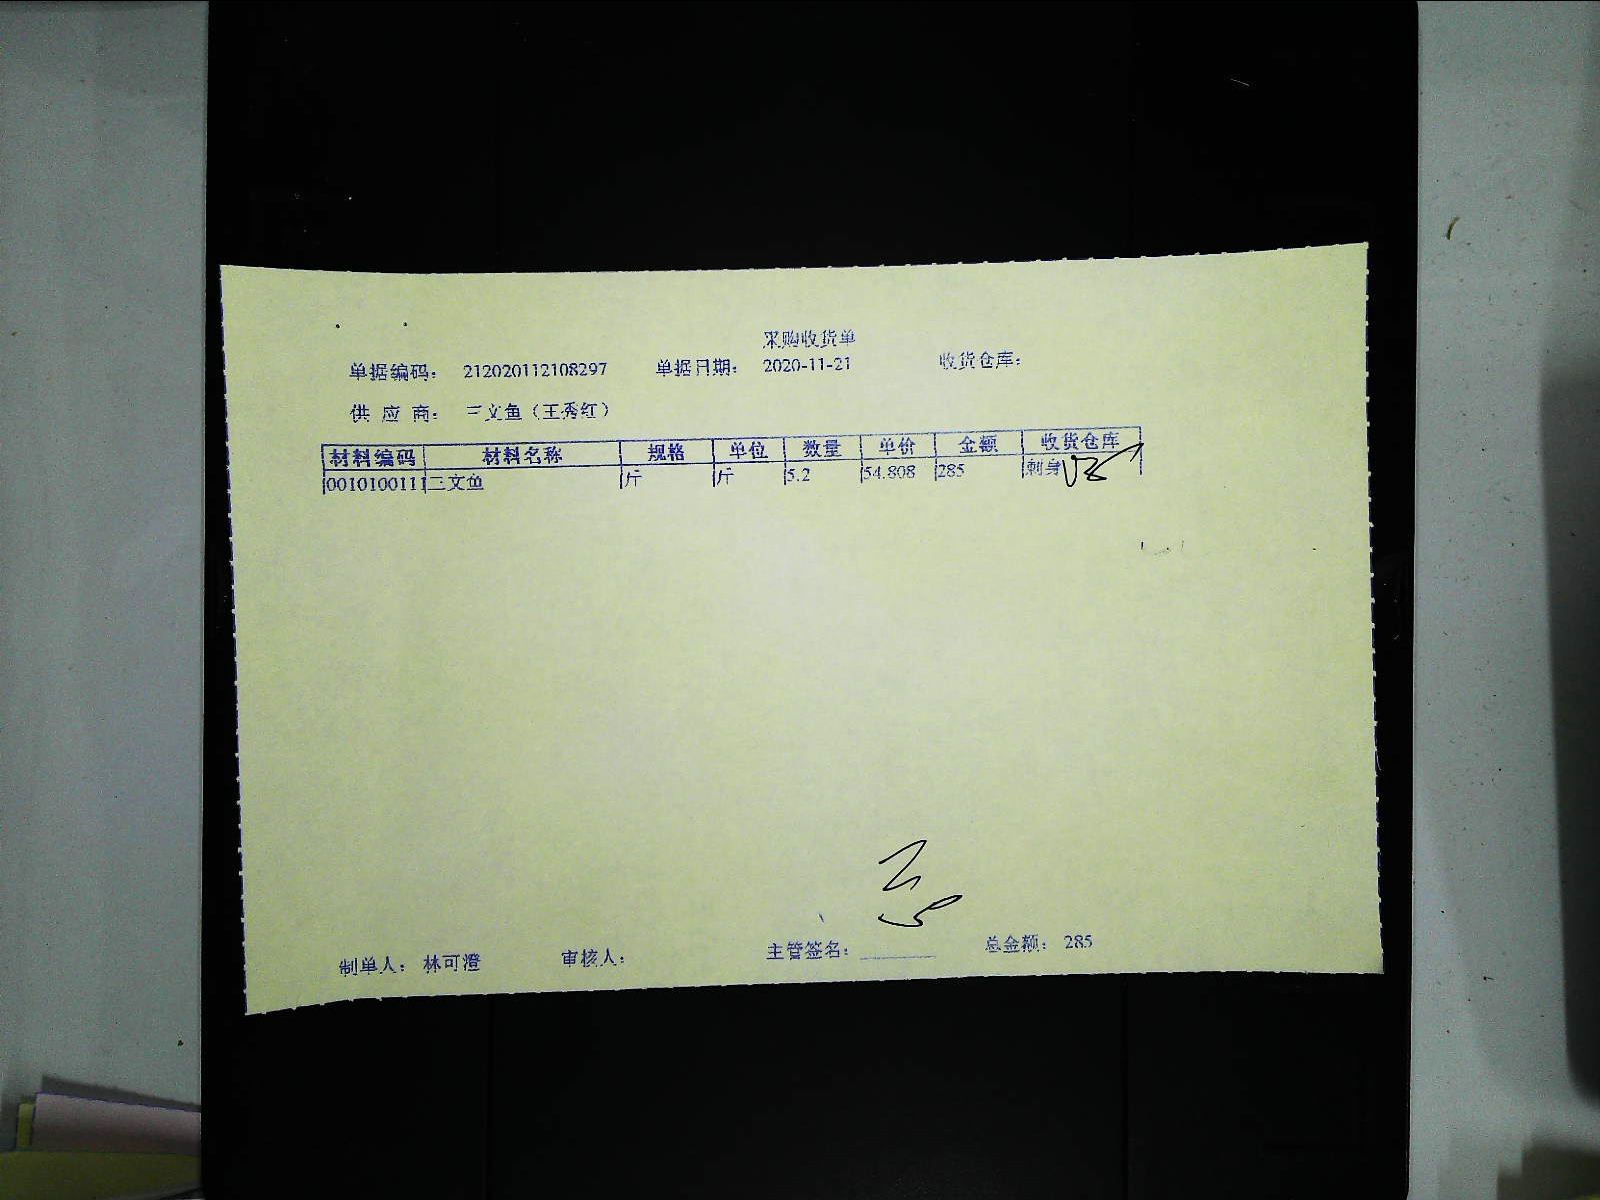 采购收货单
单据编码： 212020112108297 单据日期： 2020-11-21 收货仓库：
供 应 商： 三文鱼（王秀红）
材料编码 材料名称 规格 单位 数量 单价 金额 收货仓库
0010100111 三文鱼 斤 斤 5.2 54.808 285 刺身
制单人： 林可澄 审核人： 主管签名： 总金额： 285